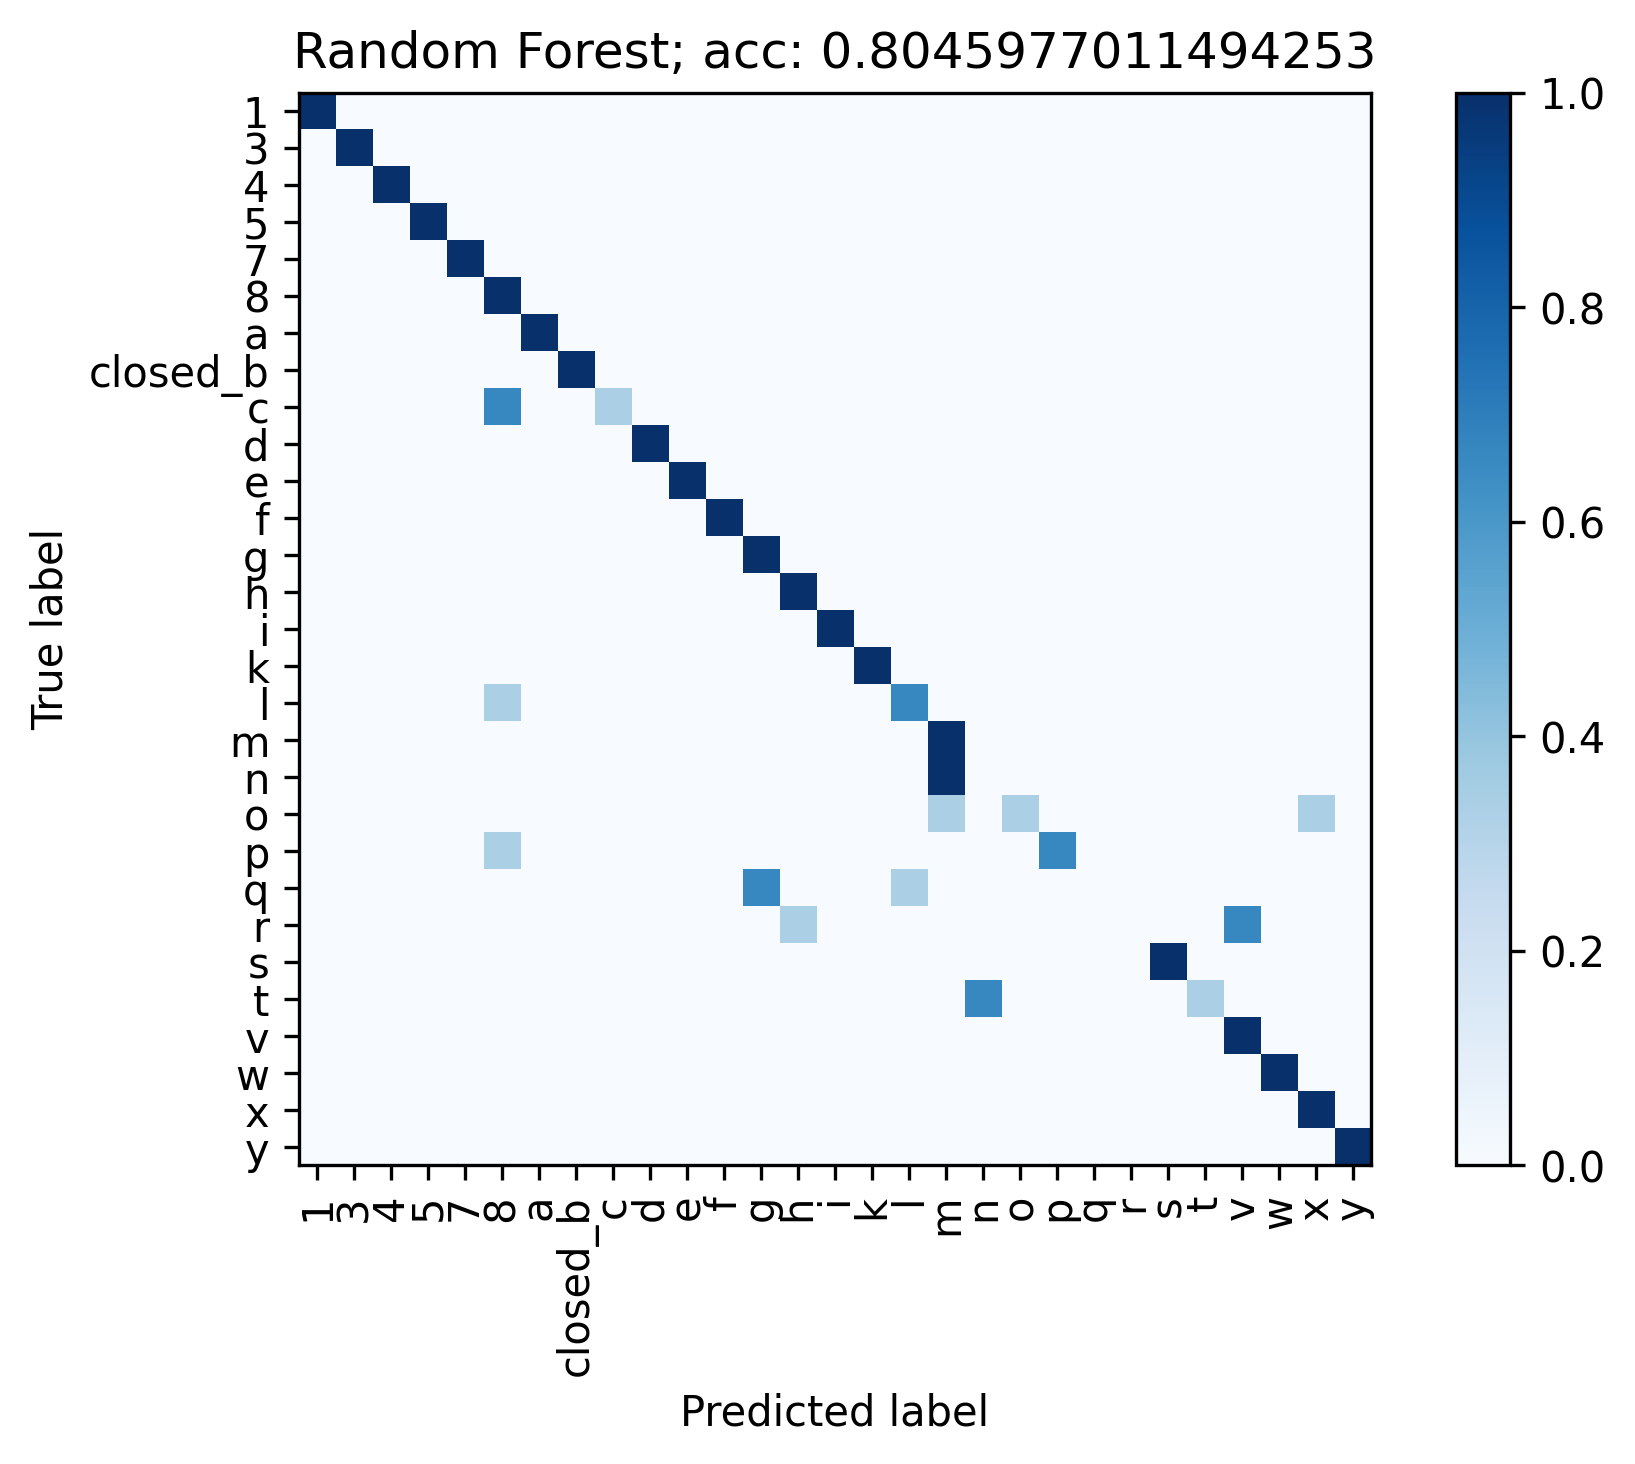 Random Forest; acc: 0.8045977011494253
True label
1
3
4
5
7
8
a
closed_b
c
d
e
f
g
h
i
k
l
m
n
o
p
q
r
s
t
v
w
x
y
1
3
4
5
7
8
a
closed_b
c
d
e
f
g
h
i
k
l
m
n
o
p
q
r
s
t
v
w
x
y
Predicted label
1.0
0.8
0.6
0.4
0.2
0.0